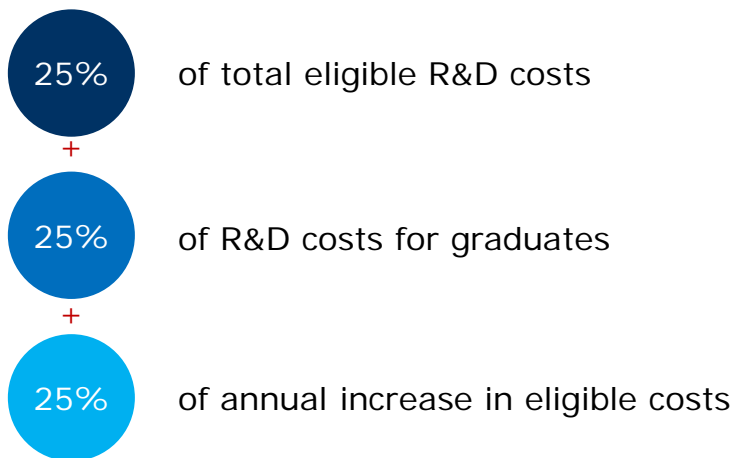 25% of total eligible R&D costs
+
25% of R&D costs for graduates
+
25% of annual increase in eligible costs